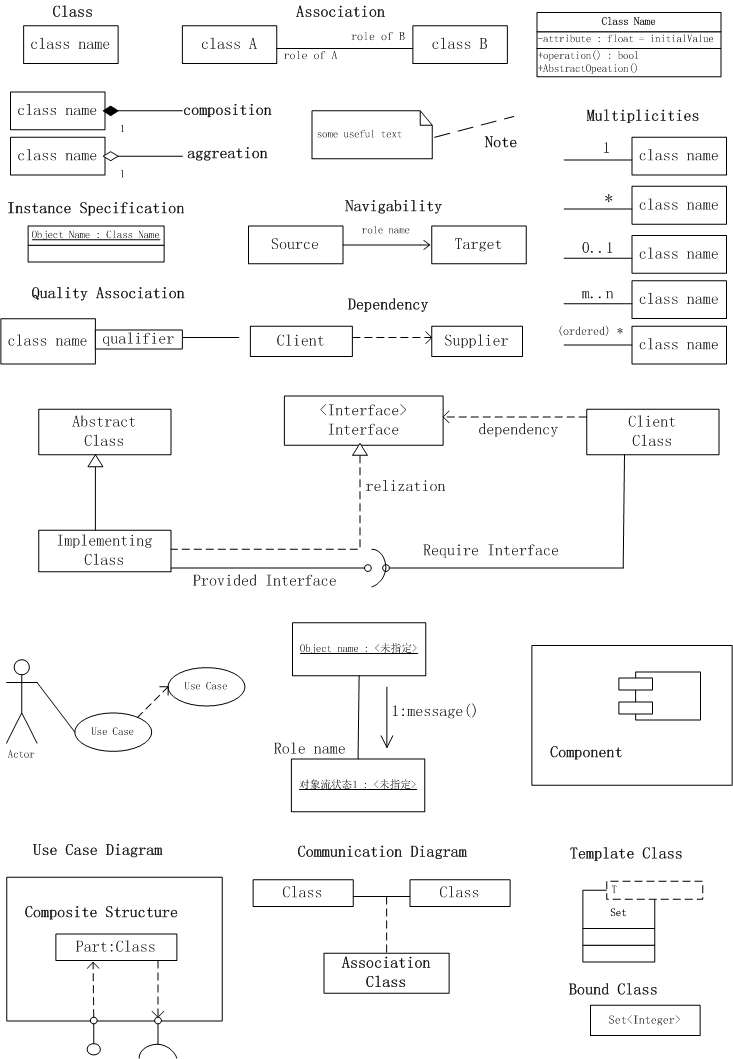 Class
class name
Association
class A
role of A
role of B
class B
Class Name
-attribute : float = initialValue
+operation() : bool
+AbstractOpeation()
class name
1
composition
class name
1
aggreation
some useful text
Note
Multiplicities
1
class name
*
class name
0..1
class name
m..n
class name
(ordered) *
class name
Instance Specification
Object Name : Class Name
Navigability
Source
role name
Target
Quality Association
class name
qualifier
Dependency
Client
Supplier
Abstract
Class
<Interface>
Interface
dependency
Client
Class
relization
Implementing
Class
Provided Interface
Require Interface
Actor
Use Case
Use Case
Object name : <未指定>
1:message()
Role name
对象流状态1 : <未指定>
Component
Use Case Diagram
Communication Diagram
Template Class
Composite Structure
Part:Class
Class
Class
Association
Class
T
Set
Bound Class
Set<Integer>